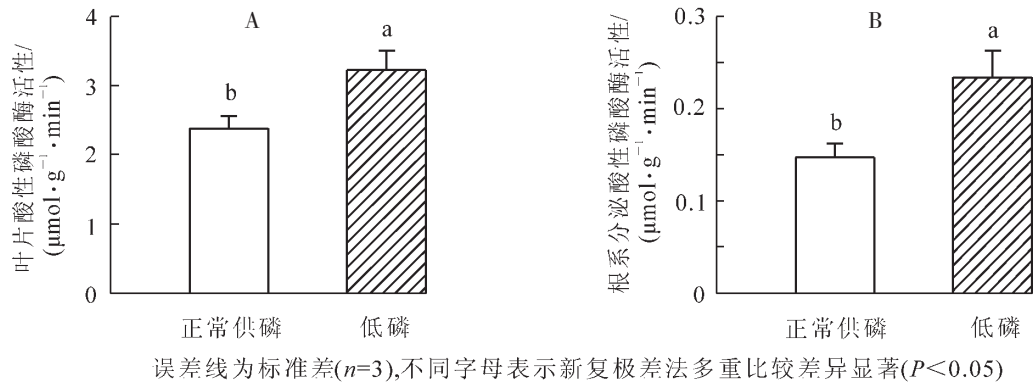 叶片酸性磷酸酶活性/
(μmol·g⁻¹·min⁻¹)
4
3
2
1
0
A
b
a
正常供磷
低磷
根系分泌酸性磷酸酶活性/
(μmol·g⁻¹·min⁻¹)
0.3
0.2
0.1
0
B
b
a
正常供磷
低磷
误差线为标准差(n=3),不同字母表示新复极差法多重比较差异显著(P<0.05)